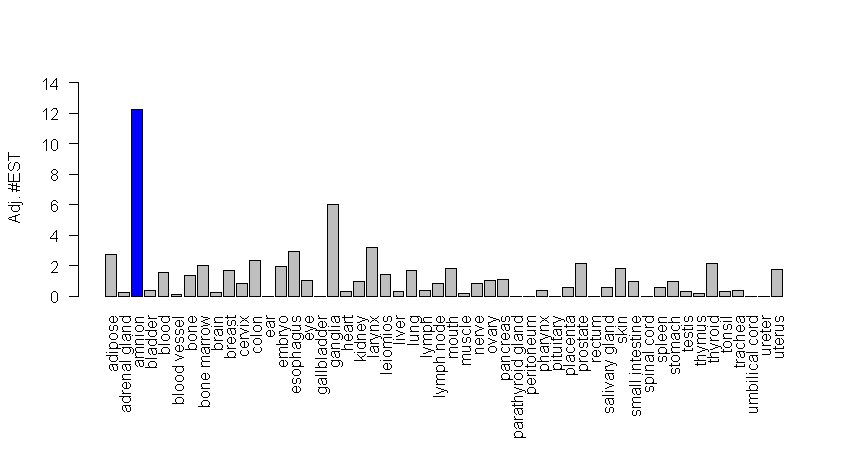 Adj. #EST
14
12
10
8
6
4
2
0
adipose
adrenal gland
amnion
bladder
blood
blood vessel
bone
bone marrow
brain
breast
cervix
colon
ear
embryo
esophagus
eye
gallbladder
ganglia
heart
kidney
larynx
leiomios
liver
lung
lymph
lymph node
mouth
muscle
nerve
ovary
pancreas
parathyroid gland
peritoneum
pharynx
pituitary
placenta
prostate
rectum
salivary gland
skin
small intestine
spinal cord
spleen
stomach
testis
thymus
thyroid
tonsil
trachea
umbilical cord
ureter
uterus